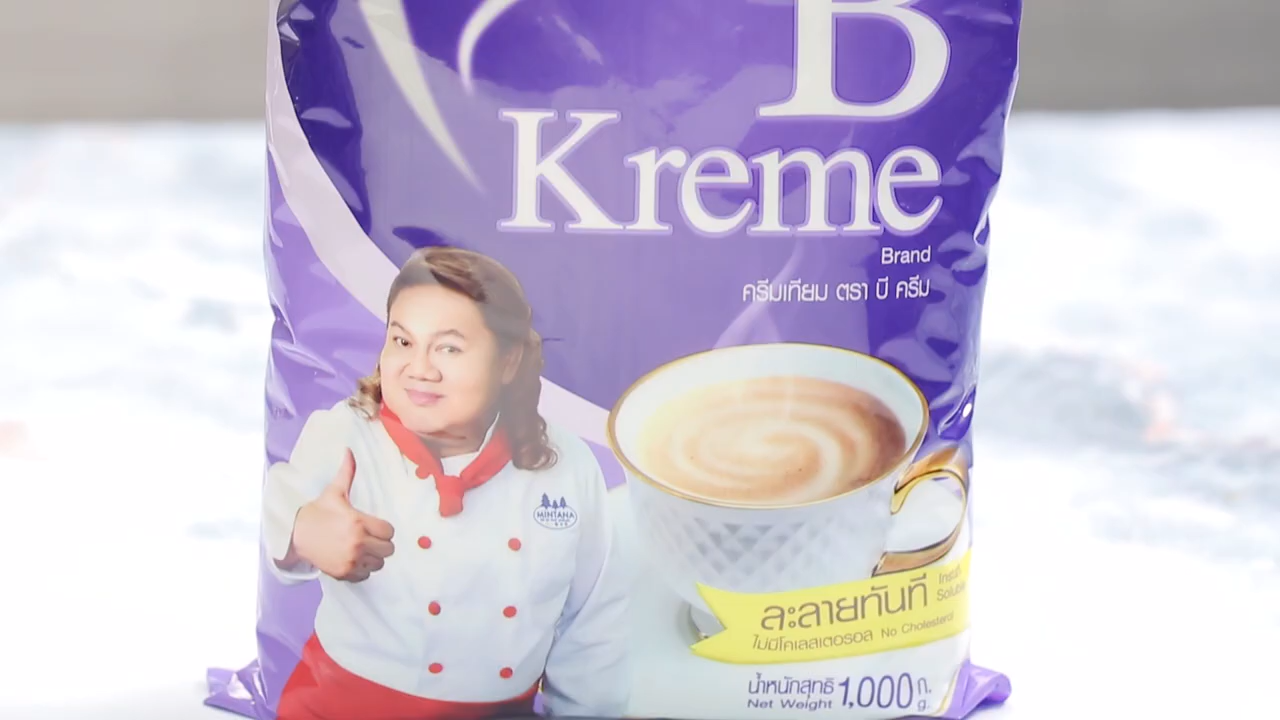 B
Kreme
Brand
ครีมเทียม ตรา บี ครีม
MINTANA
ละลายทันที
ไม่มีโคเลสเตอรอล No Cholesterol
น้ำหนักสุทธิ 1,000 ก.
Net Weight g.